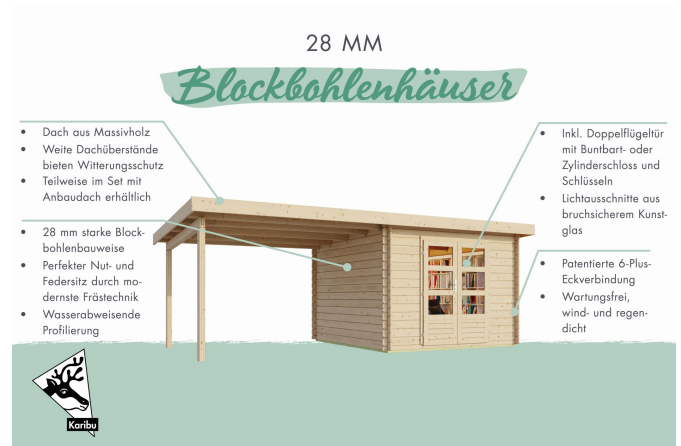 28 MM
Blockbohlenhäuser
• Dach aus Massivholz
• Weite Dachüberstände
bieten Witterungsschutz
• Teilweise im Set mit
Anbaudach erhältlich
• 28 mm starke Block-
bohlenbauweise
• Perfekter Nut- und
Federsitz durch mo-
dernste Frästechnik
• Wasserabweisende
Profilierung
• Inkl. Doppelflügeltür
mit Buntbart- oder
Zylinderschloss und
Schlüsseln
• Lichtausschnitte aus
bruchsicherem Kunst-
glas
• Patentierte 6-Plus-
Eckverbindung
• Wartungsfrei,
wind- und regen-
dicht
Karibu